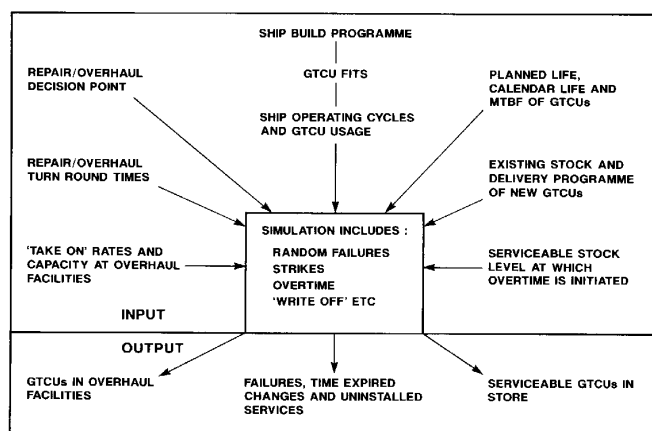 SHIP BUILD PROGRAMME
GTCU FITS
SHIP OPERATING CYCLES
AND GTCU USAGE
REPAIR/OVERHAUL
DECISION POINT
PLANNED LIFE,
CALENDAR LIFE AND
MTBF OF GTCUs
REPAIR/OVERHAUL
TURN ROUND TIMES
EXISTING STOCK AND
DELIVERY PROGRAMME
OF NEW GTCUs
'TAKE ON' RATES AND
CAPACITY AT OVERHAUL
FACILITIES
SIMULATION INCLUDES :
RANDOM FAILURES
STRIKES
OVERTIME
'WRITE OFF' ETC
SERVICEABLE STOCK
LEVEL AT WHICH
OVERTIME IS INITIATED
INPUT
OUTPUT
GTCUs IN OVERHAUL
FACILITIES
FAILURES, TIME EXPIRED
CHANGES AND UNINSTALLED
SERVICES
SERVICEABLE GTCUs IN
STORE